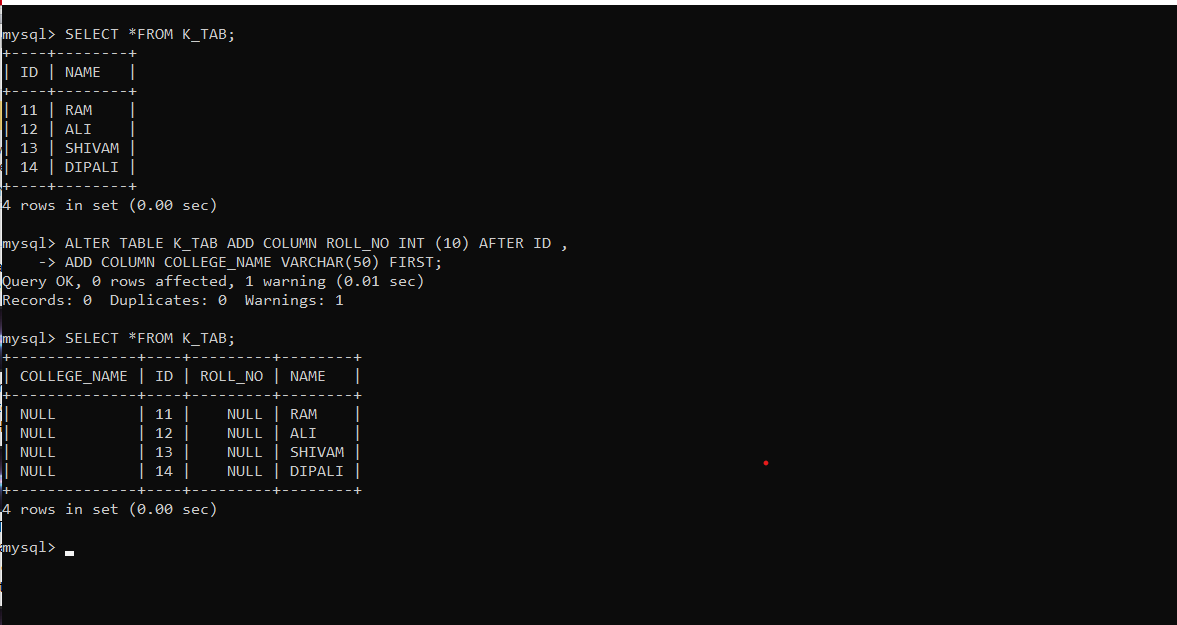 mysql> SELECT *FROM K_TAB;
+----+--------+
| ID | NAME   |
+----+--------+
| 11 | RAM    |
| 12 | ALI    |
| 13 | SHIVAM |
| 14 | DIPALI |
+----+--------+
4 rows in set (0.00 sec)
mysql> ALTER TABLE K_TAB ADD COLUMN ROLL_NO INT (10) AFTER ID ,
    -> ADD COLUMN COLLEGE_NAME VARCHAR(50) FIRST;
Query OK, 0 rows affected, 1 warning (0.01 sec)
Records: 0  Duplicates: 0  Warnings: 1
mysql> SELECT *FROM K_TAB;
+--------------+----+---------+--------+
| COLLEGE_NAME | ID | ROLL_NO | NAME   |
+--------------+----+---------+--------+
| NULL         | 11 |    NULL | RAM    |
| NULL         | 12 |    NULL | ALI    |
| NULL         | 13 |    NULL | SHIVAM |
| NULL         | 14 |    NULL | DIPALI |
+--------------+----+---------+--------+
4 rows in set (0.00 sec)
mysql>